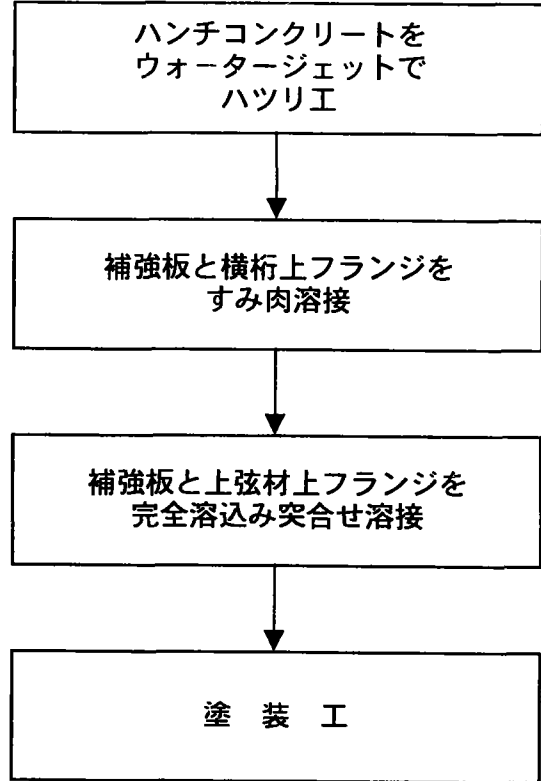 ハンチコンクリートを
ウォータージェットで
ハツリ工
補強板と横桁上フランジを
すみ肉溶接
補強板と上弦材上フランジを
完全溶込み突合せ溶接
塗 装 工